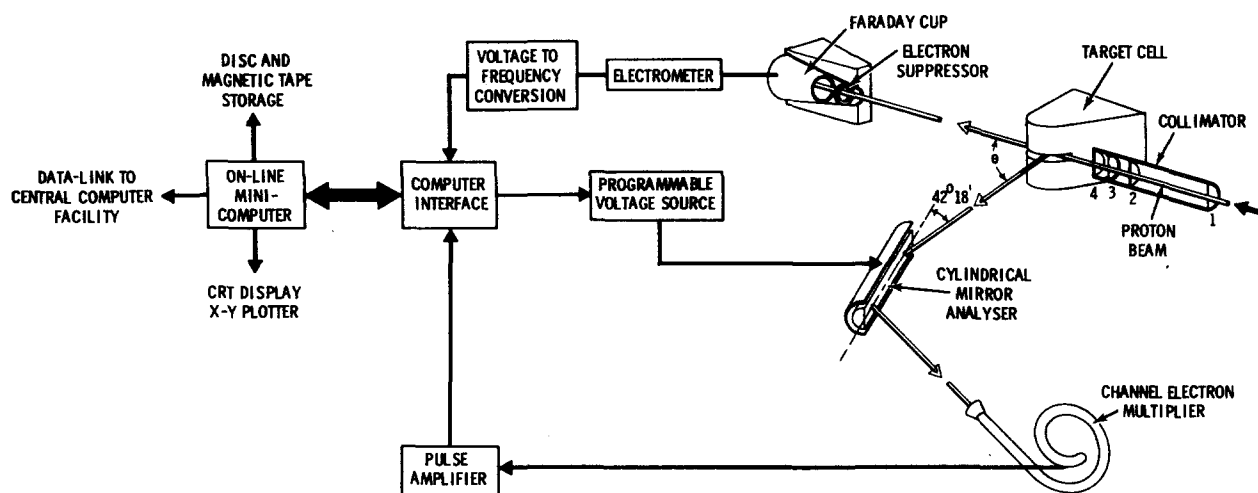 FARADAY CUP
ELECTRON
SUPPRESSOR
TARGET CELL
COLLIMATOR
DISC AND
MAGNETIC TAPE
STORAGE
VOLTAGE TO
FREQUENCY
CONVERSION
ELECTROMETER
θ
DATA-LINK TO
CENTRAL COMPUTER
FACILITY
ON-LINE
MINI-
COMPUTER
COMPUTER
INTERFACE
PROGRAMMABLE
VOLTAGE SOURCE
42° 18'
4 3 2 1
PROTON
BEAM
CRT DISPLAY
X-Y PLOTTER
CYLINDRICAL
MIRROR
ANALYSER
CHANNEL ELECTRON
MULTIPLIER
PULSE
AMPLIFIER